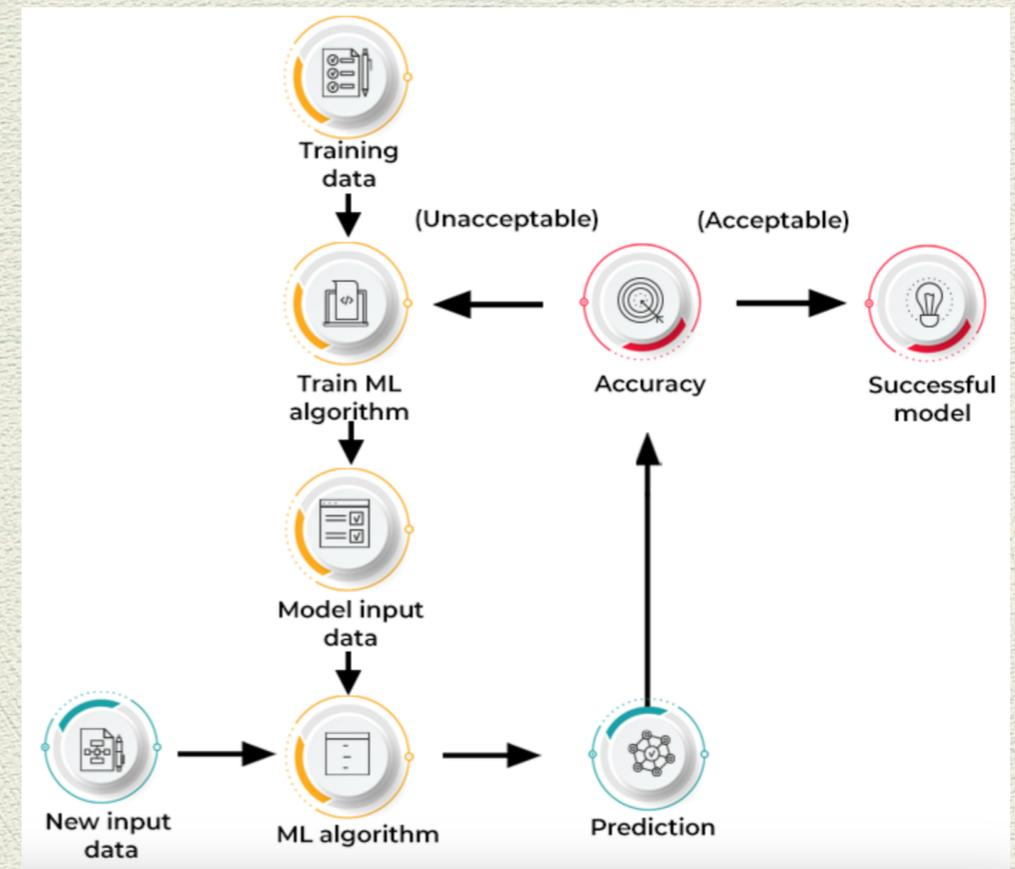 Training
data
(Unacceptable)
(Acceptable)
Train ML
algorithm
Accuracy
Successful
model
Model input
data
New input
data
ML algorithm
Prediction